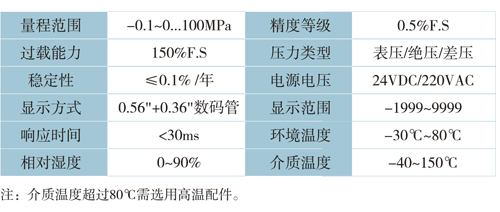 量程范围 -0.1~0...100MPa 精度等级 0.5%F.S
过载能力 150%F.S 压力类型 表压/绝压/差压
稳定性 ≤0.1% /年 电源电压 24VDC/220VAC
显示方式 0.56"+0.36"数码管 显示范围 -1999~9999
响应时间 <30ms 环境温度 -30℃~80℃
相对湿度 0~90% 介质温度 -40~150℃
注：介质温度超过80℃需选用高温配件。